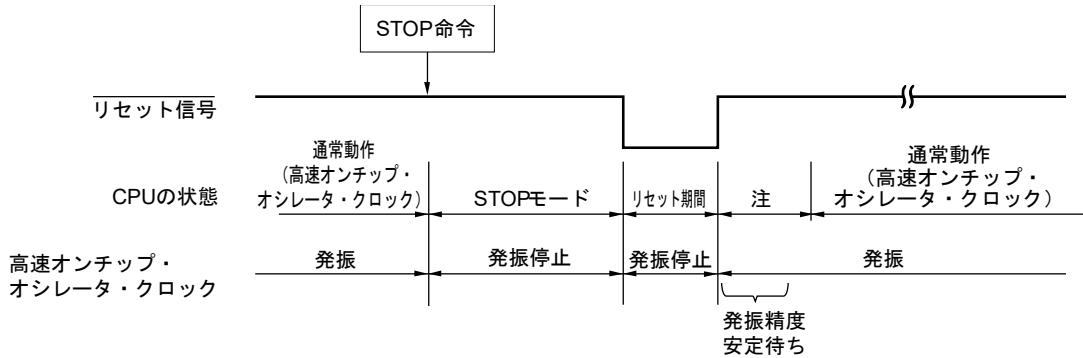 STOP命令
リセット信号
通常動作
（高速オンチップ・
オシレータ・クロック）
CPUの状態
STOPモード
リセット期間
注
通常動作
（高速オンチップ・
オシレータ・クロック）
高速オンチップ・
オシレータ・クロック
発振
発振停止
発振停止
発振
発振精度
安定待ち